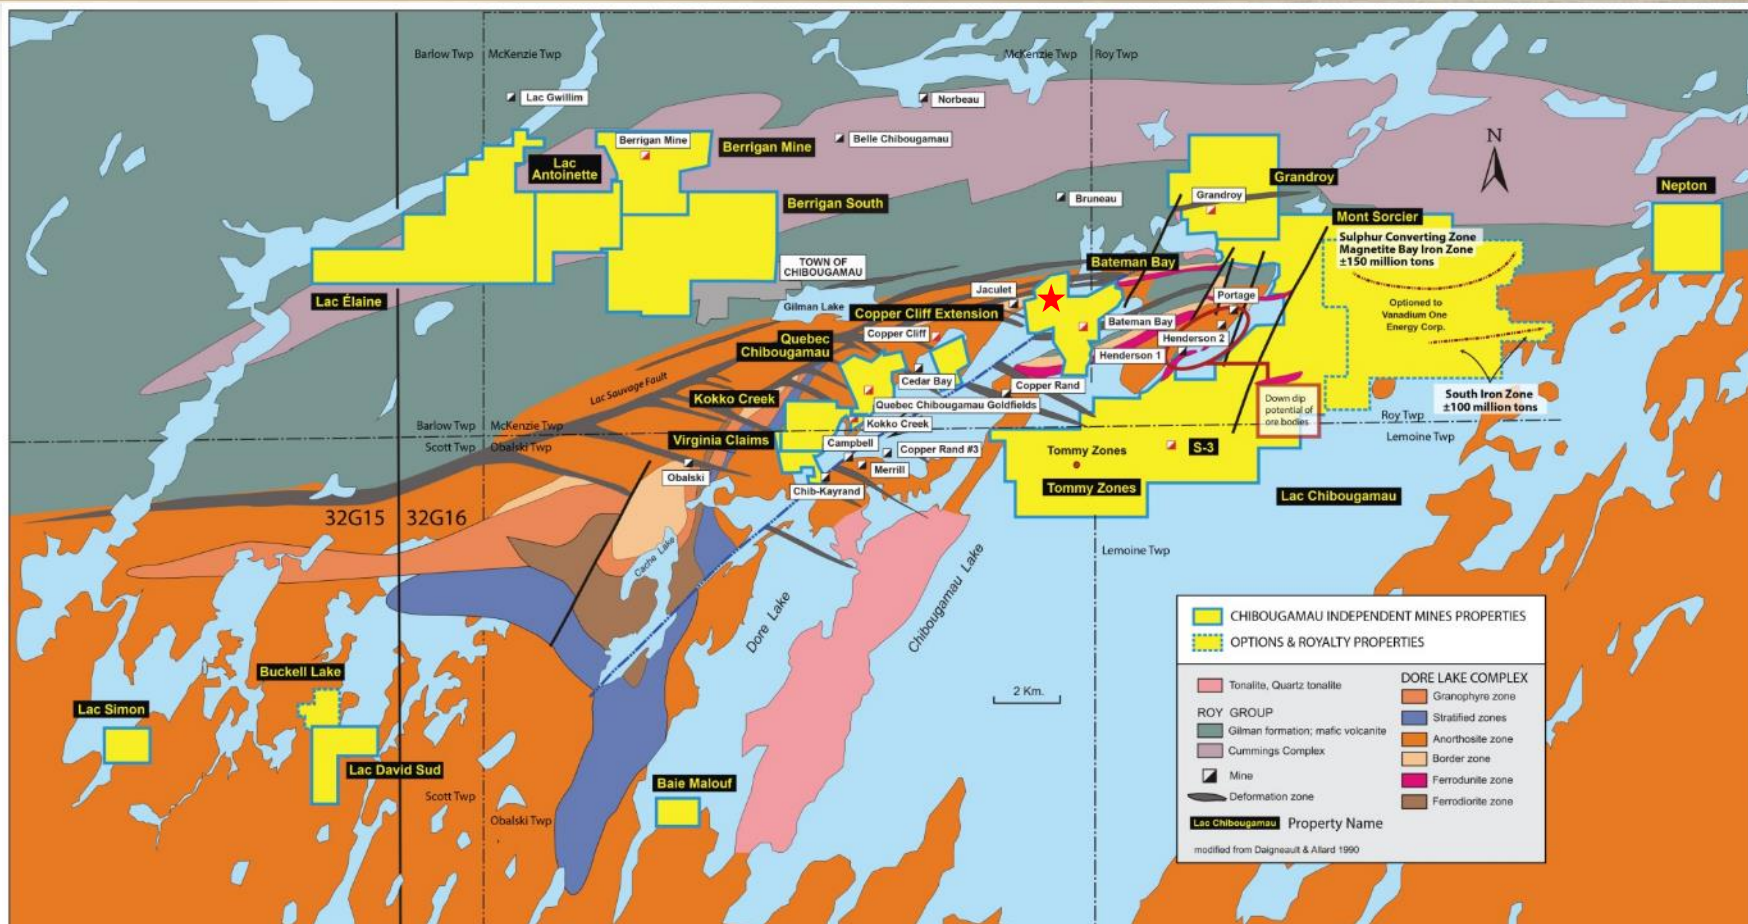 Barlow Twp
McKenzie Twp
McKenzie Twp
Roy Twp
Lac Gwillim
Norbeau
Belle Chibougamau
Berrigan Mine
Berrigan Mine
Lac
Antoinette
Berrigan South
Bruneau
Grandroy
Grandroy
N
Nepton
Mont Sorcier
Sulphur Converting Zone
Magnetite Bay Iron Zone
±150 million tons
TOWN OF
CHIBOUGAMAU
Bateman Bay
Lac Élaine
Gilman Lake
Jaculet
Copper Cliff Extension
Portage
Optioned to
Vanadium One
Energy Corp.
Bateman Bay
Copper Cliff
Quebec
Chibougamau
Henderson 2
Henderson 1
Cedar Bay
Copper Rand
Lac Sauvage Fault
Kokko Creek
Quebec Chibougamau Goldfields
Down dip
potential of
ore bodies
South Iron Zone
±100 million tons
Roy Twp
Lemoine Twp
Barlow Twp
McKenzie Twp
Scott Twp
Obalski Twp
Kokko Creek
Virginia Claims
Campbell
Copper Rand #3
Merrill
Obalski
Chib-Kayrand
Tommy Zones
S-3
Tommy Zones
Lac Chibougamau
32G15
32G16
Cache Lake
Dore Lake
Chibougamau Lake
Lemoine Twp
2 Km.
Buckell Lake
Lac Simon
Lac David Sud
Baie Malouf
Scott Twp
Obalski Twp
CHIBOUGAMAU INDEPENDENT MINES PROPERTIES
OPTIONS & ROYALTY PROPERTIES
Tonalite, Quartz tonalite
ROY GROUP
Gilman formation; mafic volcanite
Cummings Complex
Mine
Deformation zone
Lac Chibougamau
Property Name
modified from Daigneault & Allard 1990
DORE LAKE COMPLEX
Granophyre zone
Stratified zones
Anorthosite zone
Border zone
Ferrodunite zone
Ferrodiorite zone